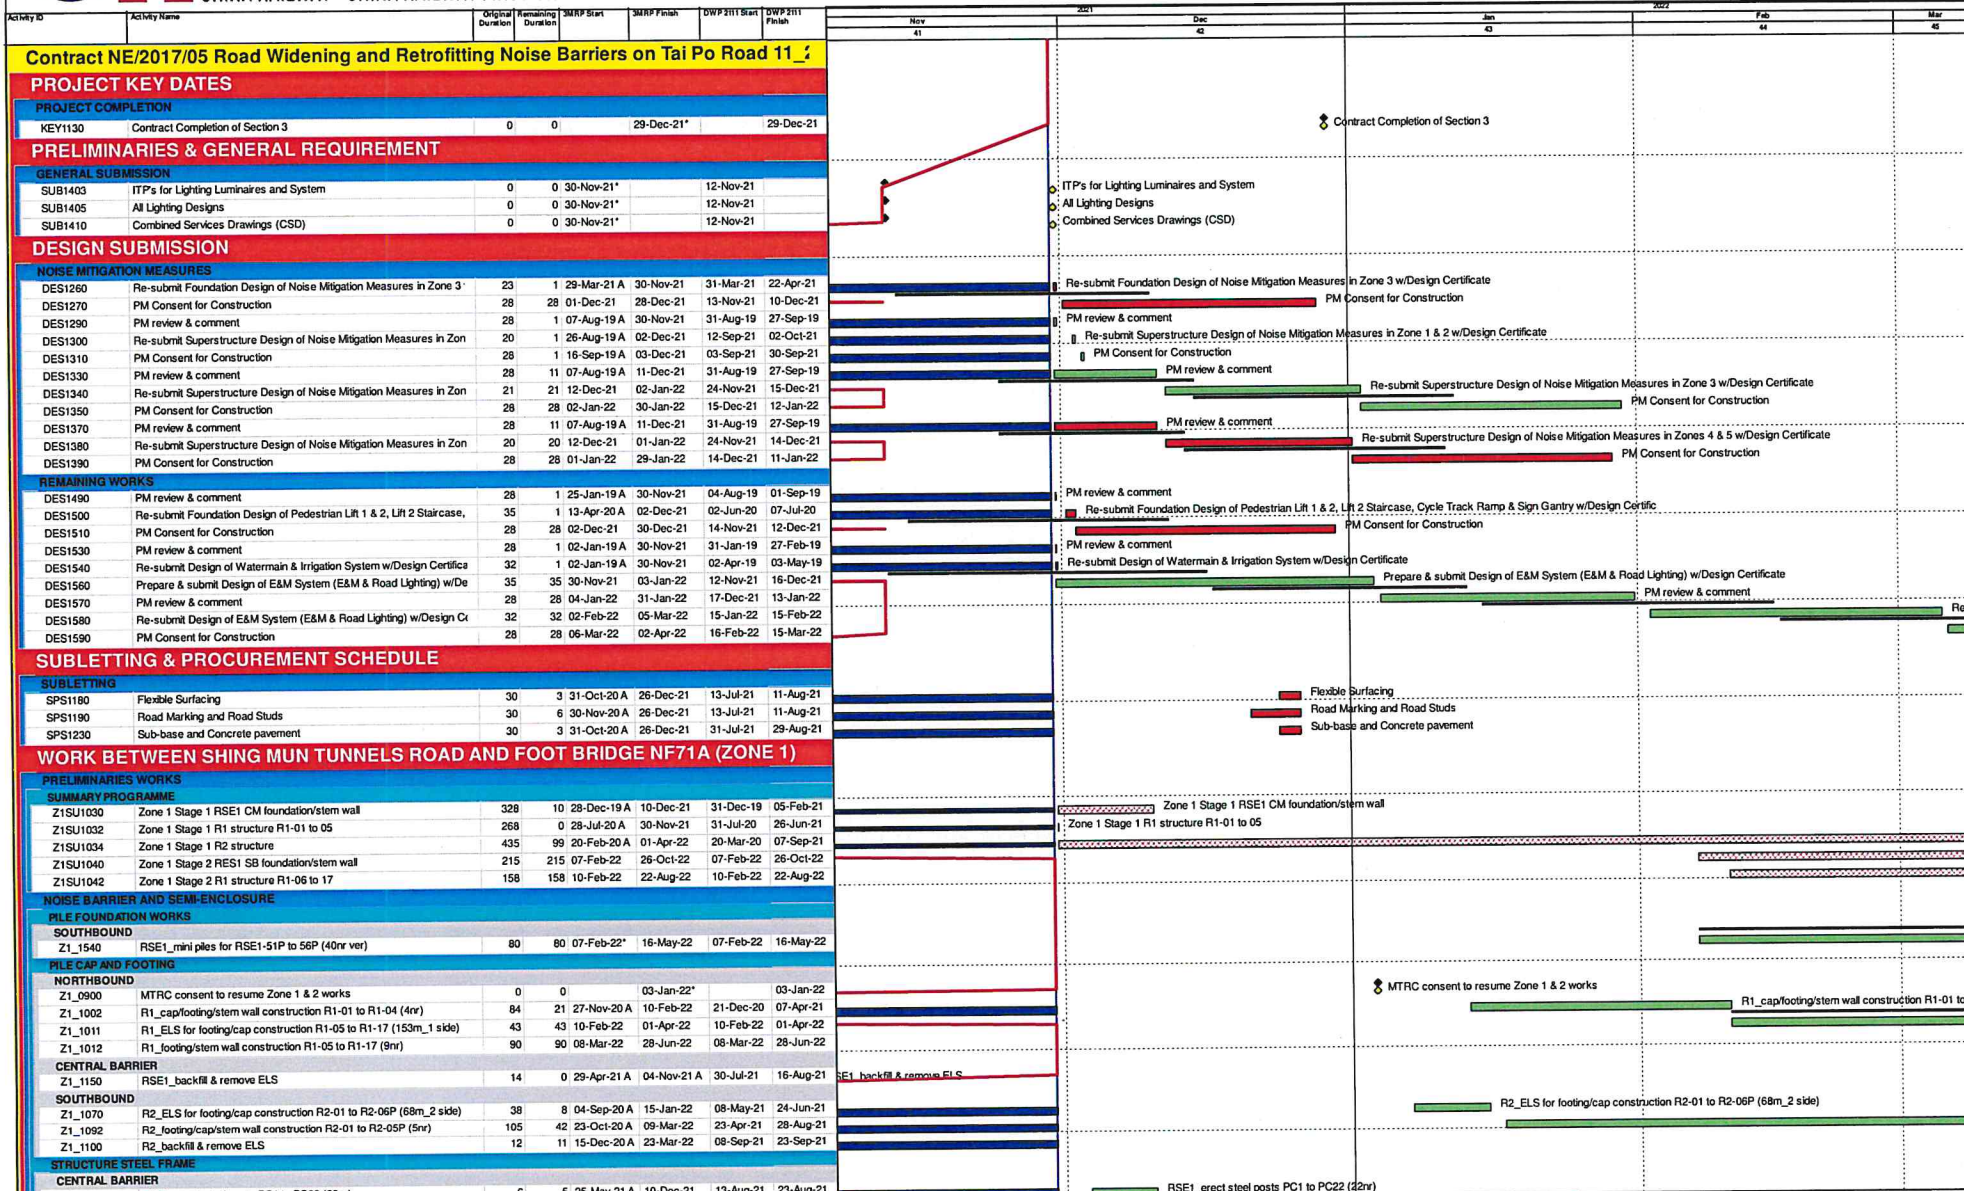 Activity ID Activity Name Original Duration Remaining Duration 3MRP Start 3MRP Finish DWP 2111 Start DWP 2111 Finish 2021 2022
Nov Dec Jan Feb Mar
41 42 43 44 45
Contract NE/2017/05 Road Widening and Retrofitting Noise Barriers on Tai Po Road 11_
PROJECT KEY DATES
PROJECT COMPLETION
KEY1130 Contract Completion of Section 3 0 0 29-Dec-21* 29-Dec-21 Contract Completion of Section 3
PRELIMINARIES & GENERAL REQUIREMENT
GENERAL SUBMISSION
SUB1403 ITP's for Lighting Luminaires and System 0 0 30-Nov-21* 12-Nov-21 ITP's for Lighting Luminaires and System
SUB1405 All Lighting Designs 0 0 30-Nov-21* 12-Nov-21 All Lighting Designs
SUB1410 Combined Services Drawings (CSD) 0 0 30-Nov-21* 12-Nov-21 Combined Services Drawings (CSD)
DESIGN SUBMISSION
NOISE MITIGATION MEASURES
DES1260 Re-submit Foundation Design of Noise Mitigation Measures in Zone 3 23 1 29-Mar-21 A 30-Nov-21 31-Mar-21 22-Apr-21 Re-submit Foundation Design of Noise Mitigation Measures in Zone 3 w/Design Certificate
DES1270 PM Consent for Construction 28 28 01-Dec-21 28-Dec-21 13-Nov-21 10-Dec-21 PM Consent for Construction
DES1290 PM review & comment 28 1 07-Aug-19 A 30-Nov-21 31-Aug-19 27-Sep-19 PM review & comment
DES1300 Re-submit Superstructure Design of Noise Mitigation Measures in Zon 20 1 26-Aug-19 A 02-Dec-21 12-Sep-21 02-Oct-21 Re-submit Superstructure Design of Noise Mitigation Measures in Zone 1 & 2 w/Design Certificate
DES1310 PM Consent for Construction 28 1 16-Sep-19 A 03-Dec-21 03-Sep-21 30-Sep-21 PM Consent for Construction
DES1330 PM review & comment 28 11 07-Aug-19 A 11-Dec-21 31-Aug-19 27-Sep-19 PM review & comment
DES1340 Re-submit Superstructure Design of Noise Mitigation Measures in Zon 21 21 12-Dec-21 02-Jan-22 24-Nov-21 15-Dec-21 Re-submit Superstructure Design of Noise Mitigation Measures in Zone 3 w/Design Certificate
DES1350 PM Consent for Construction 28 28 02-Jan-22 30-Jan-22 15-Dec-21 12-Jan-22 PM Consent for Construction
DES1370 PM review & comment 28 11 07-Aug-19 A 11-Dec-21 31-Aug-19 27-Sep-19 PM review & comment
DES1380 Re-submit Superstructure Design of Noise Mitigation Measures in Zon 20 20 12-Dec-21 01-Jan-22 24-Nov-21 14-Dec-21 Re-submit Superstructure Design of Noise Mitigation Measures in Zones 4 & 5 w/Design Certificate
DES1390 PM Consent for Construction 28 28 01-Jan-22 29-Jan-22 14-Dec-21 11-Jan-22 PM Consent for Construction
REMAINING WORKS
DES1490 PM review & comment 28 1 25-Jan-19 A 30-Nov-21 04-Aug-19 01-Sep-19 PM review & comment
DES1500 Re-submit Foundation Design of Pedestrian Lift 1 & 2, Lift 2 Staircase, 35 1 13-Apr-20 A 02-Dec-21 02-Jun-20 07-Jul-20 Re-submit Foundation Design of Pedestrian Lift 1 & 2, Lift 2 Staircase, Cycle Track Ramp & Sign Gantry w/Design Certific
DES1510 PM Consent for Construction 28 28 02-Dec-21 30-Dec-21 14-Nov-21 12-Dec-21 PM Consent for Construction
DES1530 PM review & comment 28 1 02-Jan-19 A 30-Nov-21 31-Jan-19 27-Feb-19 PM review & comment
DES1540 Re-submit Design of Watermain & Irrigation System w/Design Certifica 32 1 02-Jan-19 A 30-Nov-21 02-Apr-19 03-May-19 Re-submit Design of Watermain & Irrigation System w/Design Certificate
DES1560 Prepare & submit Design of E&M System (E&M & Road Lighting) w/De 35 35 30-Nov-21 03-Jan-22 12-Nov-21 16-Dec-21 Prepare & submit Design of E&M System (E&M & Road Lighting) w/Design Certificate
DES1570 PM review & comment 28 28 04-Jan-22 31-Jan-22 17-Dec-21 13-Jan-22 PM review & comment
DES1580 Re-submit Design of E&M System (E&M & Road Lighting) w/Design Ce 32 32 02-Feb-22 05-Mar-22 15-Jan-22 15-Feb-22 Re
DES1590 PM Consent for Construction 28 28 06-Mar-22 02-Apr-22 16-Feb-22 15-Mar-22
SUBLETTING & PROCUREMENT SCHEDULE
SUBLETTING
SPS1180 Flexible Surfacing 30 3 31-Oct-20 A 26-Dec-21 13-Jul-21 11-Aug-21 Flexible Surfacing
SPS1190 Road Marking and Road Studs 30 6 30-Nov-20 A 26-Dec-21 13-Jul-21 11-Aug-21 Road Marking and Road Studs
SPS1230 Sub-base and Concrete pavement 30 3 31-Oct-20 A 26-Dec-21 31-Jul-21 29-Aug-21 Sub-base and Concrete pavement
WORK BETWEEN SHING MUN TUNNELS ROAD AND FOOT BRIDGE NF71A (ZONE 1)
PRELIMINARIES WORKS
SUMMARY PROGRAMME
Z1SU1030 Zone 1 Stage 1 RSE1 CM foundation/stem wall 328 10 28-Dec-19 A 10-Dec-21 31-Dec-19 05-Feb-21 Zone 1 Stage 1 RSE1 CM foundation/stem wall
Z1SU1032 Zone 1 Stage 1 R1 structure R1-01 to 05 268 0 28-Jul-20 A 30-Nov-21 31-Jul-20 26-Jun-21 Zone 1 Stage 1 R1 structure R1-01 to 05
Z1SU1034 Zone 1 Stage 1 R2 structure 435 99 20-Feb-20 A 01-Apr-22 20-Mar-20 07-Sep-21
Z1SU1040 Zone 1 Stage 2 RES1 SB foundation/stem wall 215 215 07-Feb-22 26-Oct-22 07-Feb-22 26-Oct-22
Z1SU1042 Zone 1 Stage 2 R1 structure R1-06 to 17 158 158 10-Feb-22 22-Aug-22 10-Feb-22 22-Aug-22
NOISE BARRIER AND SEMI-ENCLOSURE
PILE FOUNDATION WORKS
SOUTHBOUND
Z1_1540 RSE1_mini piles for RSE1-51P to 56P (40nr ver) 80 80 07-Feb-22* 16-May-22 07-Feb-22 16-May-22
PILE CAP AND FOOTING
NORTHBOUND
Z1_0900 MTRC consent to resume Zone 1 & 2 works 0 0 03-Jan-22* 03-Jan-22 MTRC consent to resume Zone 1 & 2 works
Z1_1002 R1_cap/footing/stem wall construction R1-01 to R1-04 (4nr) 84 21 27-Nov-20 A 10-Feb-22 21-Dec-20 07-Apr-21 R1_cap/footing/stem wall construction R1-01 to
Z1_1011 R1_ELS for footing/cap construction R1-05 to R1-17 (153m_1 side) 43 43 10-Feb-22 01-Apr-22 10-Feb-22 01-Apr-22
Z1_1012 R1_footing/stem wall construction R1-05 to R1-17 (9nr) 90 90 08-Mar-22 28-Jun-22 08-Mar-22 28-Jun-22
CENTRAL BARRIER
Z1_1150 RSE1_backfill & remove ELS 14 0 29-Apr-21 A 04-Nov-21 A 30-Jul-21 16-Aug-21 SE1_backfill & remove ELS
SOUTHBOUND
Z1_1070 R2_ELS for footing/cap construction R2-01 to R2-06P (68m_2 side) 38 8 04-Sep-20 A 15-Jan-22 08-May-21 24-Jun-21 R2_ELS for footing/cap construction R2-01 to R2-06P (68m_2 side)
Z1_1092 R2_footing/cap/stem wall construction R2-01 to R2-05P (5nr) 105 42 23-Oct-20 A 09-Mar-22 23-Apr-21 28-Aug-21
Z1_1100 R2_backfill & remove ELS 12 11 15-Dec-20 A 23-Mar-22 08-Sep-21 23-Sep-21
STRUCTURE STEEL FRAME
CENTRAL BARRIER
RSE1_erect steel posts PC1 to PC22 (22nr)